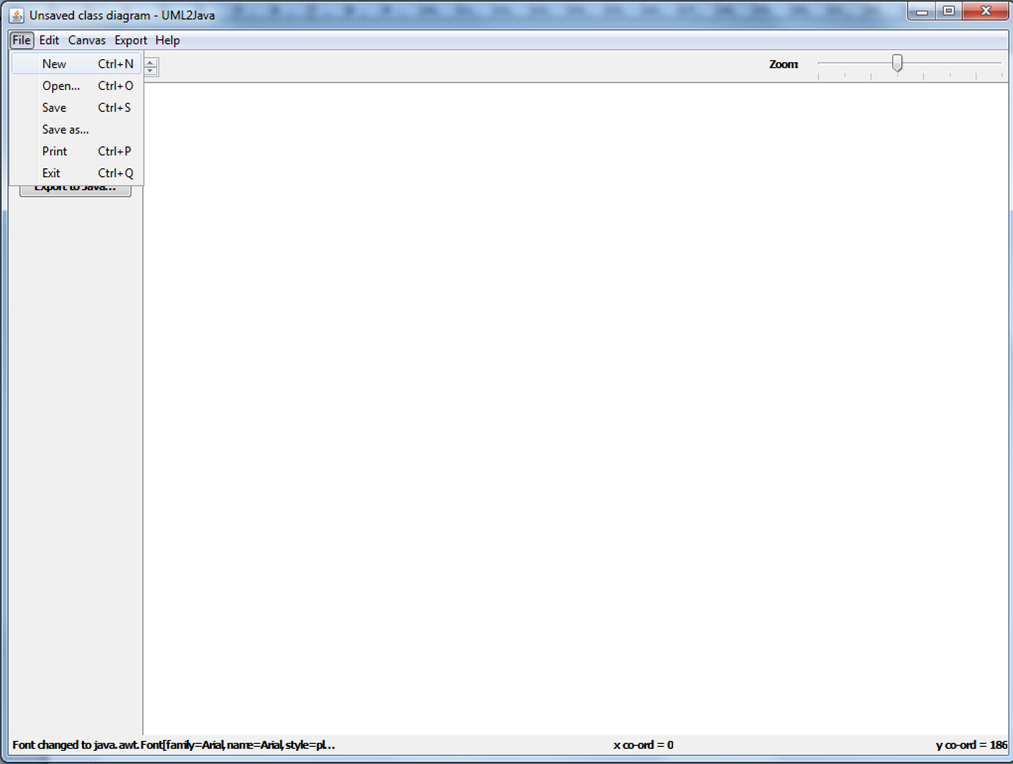 Unsaved class diagram - UML2Java
File Edit Canvas Export Help
New Ctrl+N
Zoom
Open... Ctrl+O
Save Ctrl+S
Save as...
Print Ctrl+P
Exit Ctrl+Q
Export to Java...
Font changed to java.awt.Font[family=Arial,name=Arial,style=pl... x co-ord = 0 y co-ord = 186